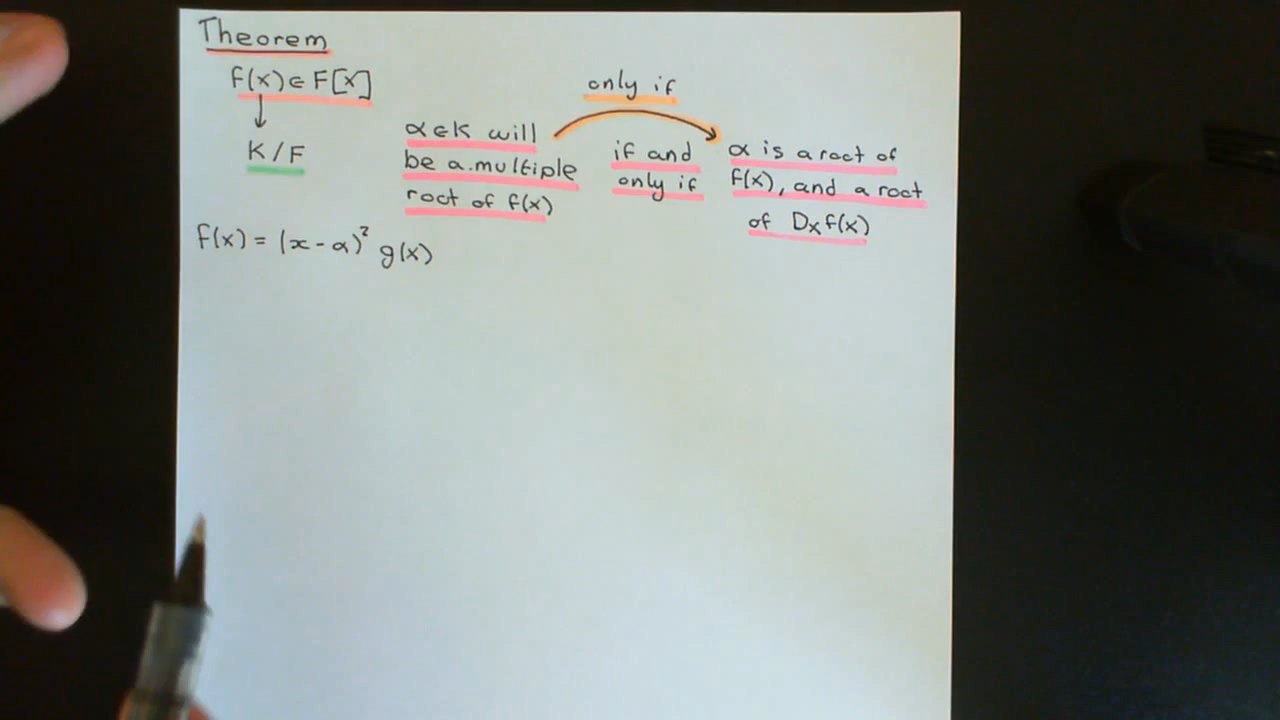 Theorem
f(x) ∈ F[x]
K/F
α ∈ K will
be a multiple
root of f(x)
only if
if and
only if
α is a root of
f(x), and a root
of Dₓf(x)
f(x) = (x - α)² g(x)